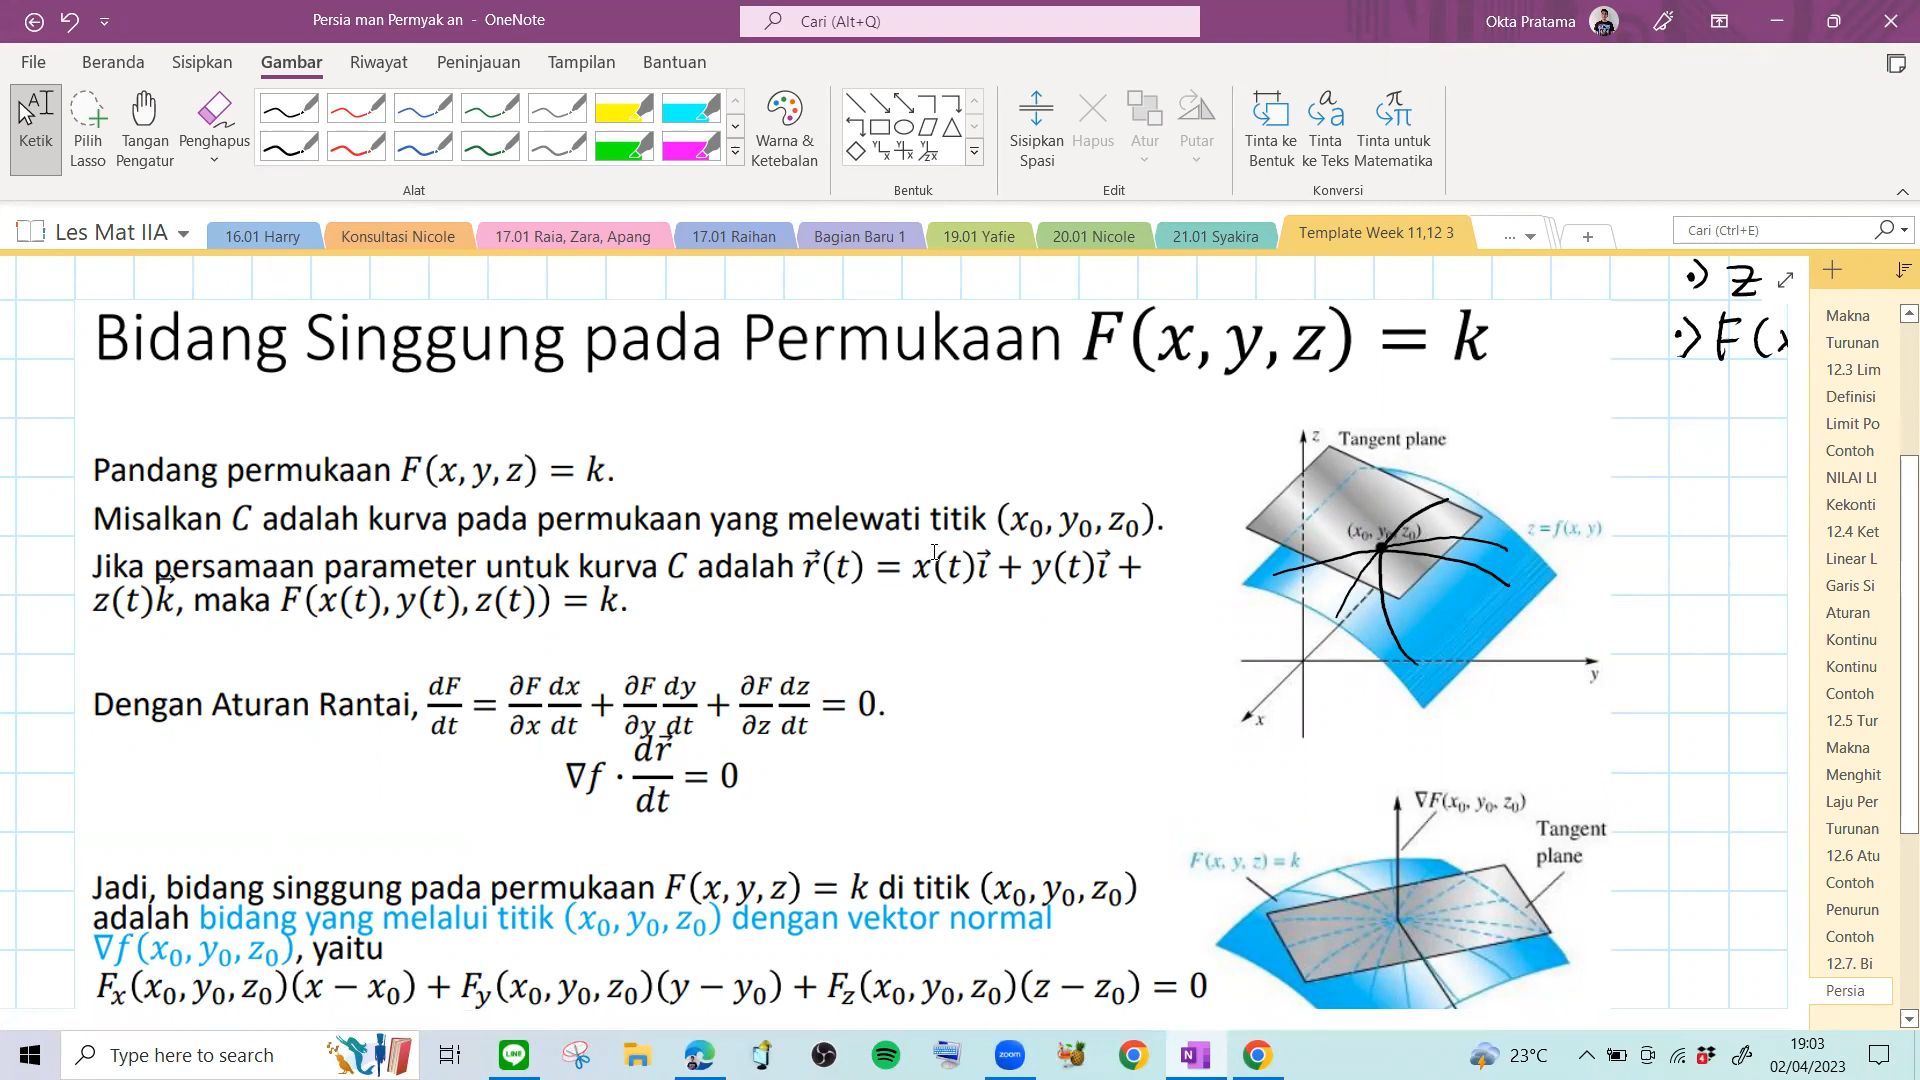 Persia man Permyak an - OneNote
Cari (Alt+Q)
Okta Pratama
File Beranda Sisipkan Gambar Riwayat Peninjauan Tampilan Bantuan
Ketik
Pilih Lasso
Tangan Pengatur
Penghapus
Warna & Ketebalan
Sisipkan Spasi
Hapus
Atur
Putar
Tinta ke Bentuk
Tinta ke Teks
Tinta untuk Matematika
Alat Bentuk Edit Konversi
Les Mat IIA 16.01 Harry Konsultasi Nicole 17.01 Raia, Zara, Apang 17.01 Raihan Bagian Baru 1 19.01 Yafie 20.01 Nicole 21.01 Syakira Template Week 11,12 3 ... +
Cari (Ctrl+E)
•) Z
•) F(x
Bidang Singgung pada Permukaan F(x, y, z) = k
Pandang permukaan F(x, y, z) = k.
Misalkan C adalah kurva pada permukaan yang melewati titik (x₀, y₀, z₀).
Jika persamaan parameter untuk kurva C adalah r⃗(t) = x(t)i⃗ + y(t)i⃗ +
z(t)k⃗, maka F(x(t), y(t), z(t)) = k.
Dengan Aturan Rantai, dF/dt = ∂F/∂x dx/dt + ∂F/∂y dy/dt + ∂F/∂z dz/dt = 0.
∇f · dr⃗/dt = 0
Jadi, bidang singgung pada permukaan F(x, y, z) = k di titik (x₀, y₀, z₀)
adalah bidang yang melalui titik (x₀, y₀, z₀) dengan vektor normal
∇f(x₀, y₀, z₀), yaitu
Fₓ(x₀, y₀, z₀)(x − x₀) + F_y(x₀, y₀, z₀)(y − y₀) + F_z(x₀, y₀, z₀)(z − z₀) = 0
z Tangent plane
(x₀, y₀, z₀)
z = f(x, y)
y
x
∇F(x₀, y₀, z₀)
Tangent
plane
F(x, y, z) = k
Makna
Turunan
12.3 Lim
Definisi
Limit Po
Contoh
NILAI LI
Kekonti
12.4 Ket
Linear L
Garis Si
Aturan
Kontinu
Kontinu
Contoh
12.5 Tur
Makna
Menghit
Laju Per
Turunan
12.6 Atu
Contoh
Penurun
Contoh
12.7. Bi
Persia
Type here to search
LINE
zoom
N
23°C
19:03
02/04/2023